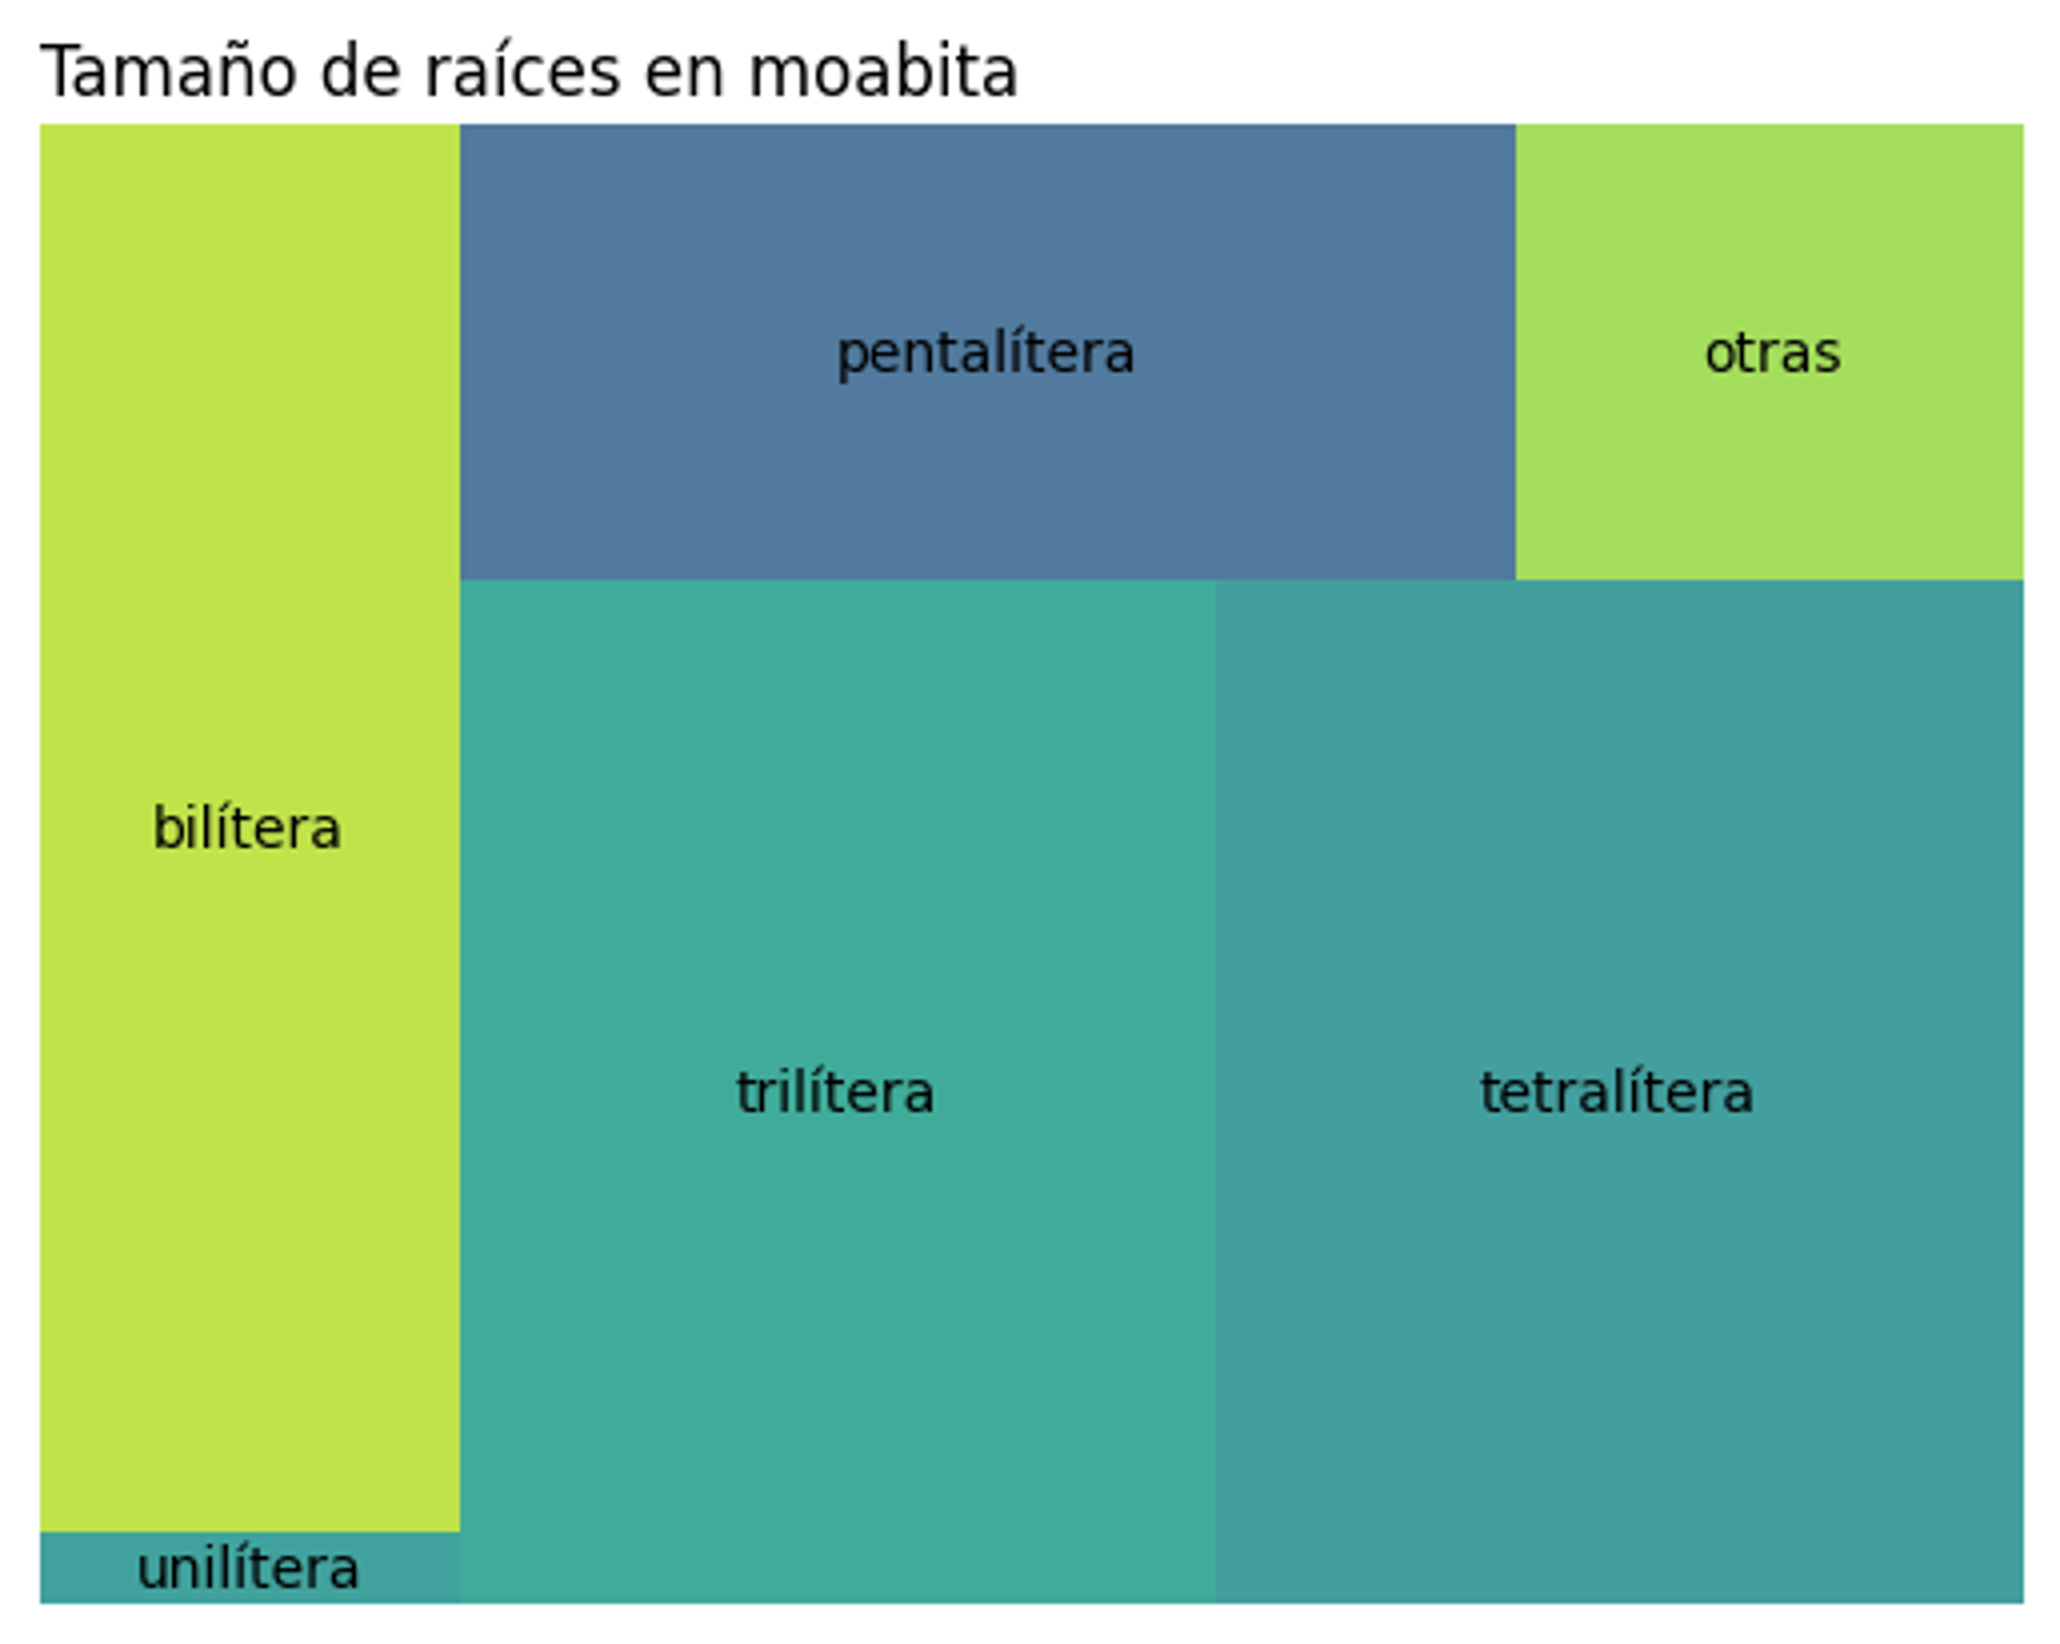 Tamaño de raíces en moabita
pentalítera
otras
bilítera
trilítera
tetralítera
unilítera